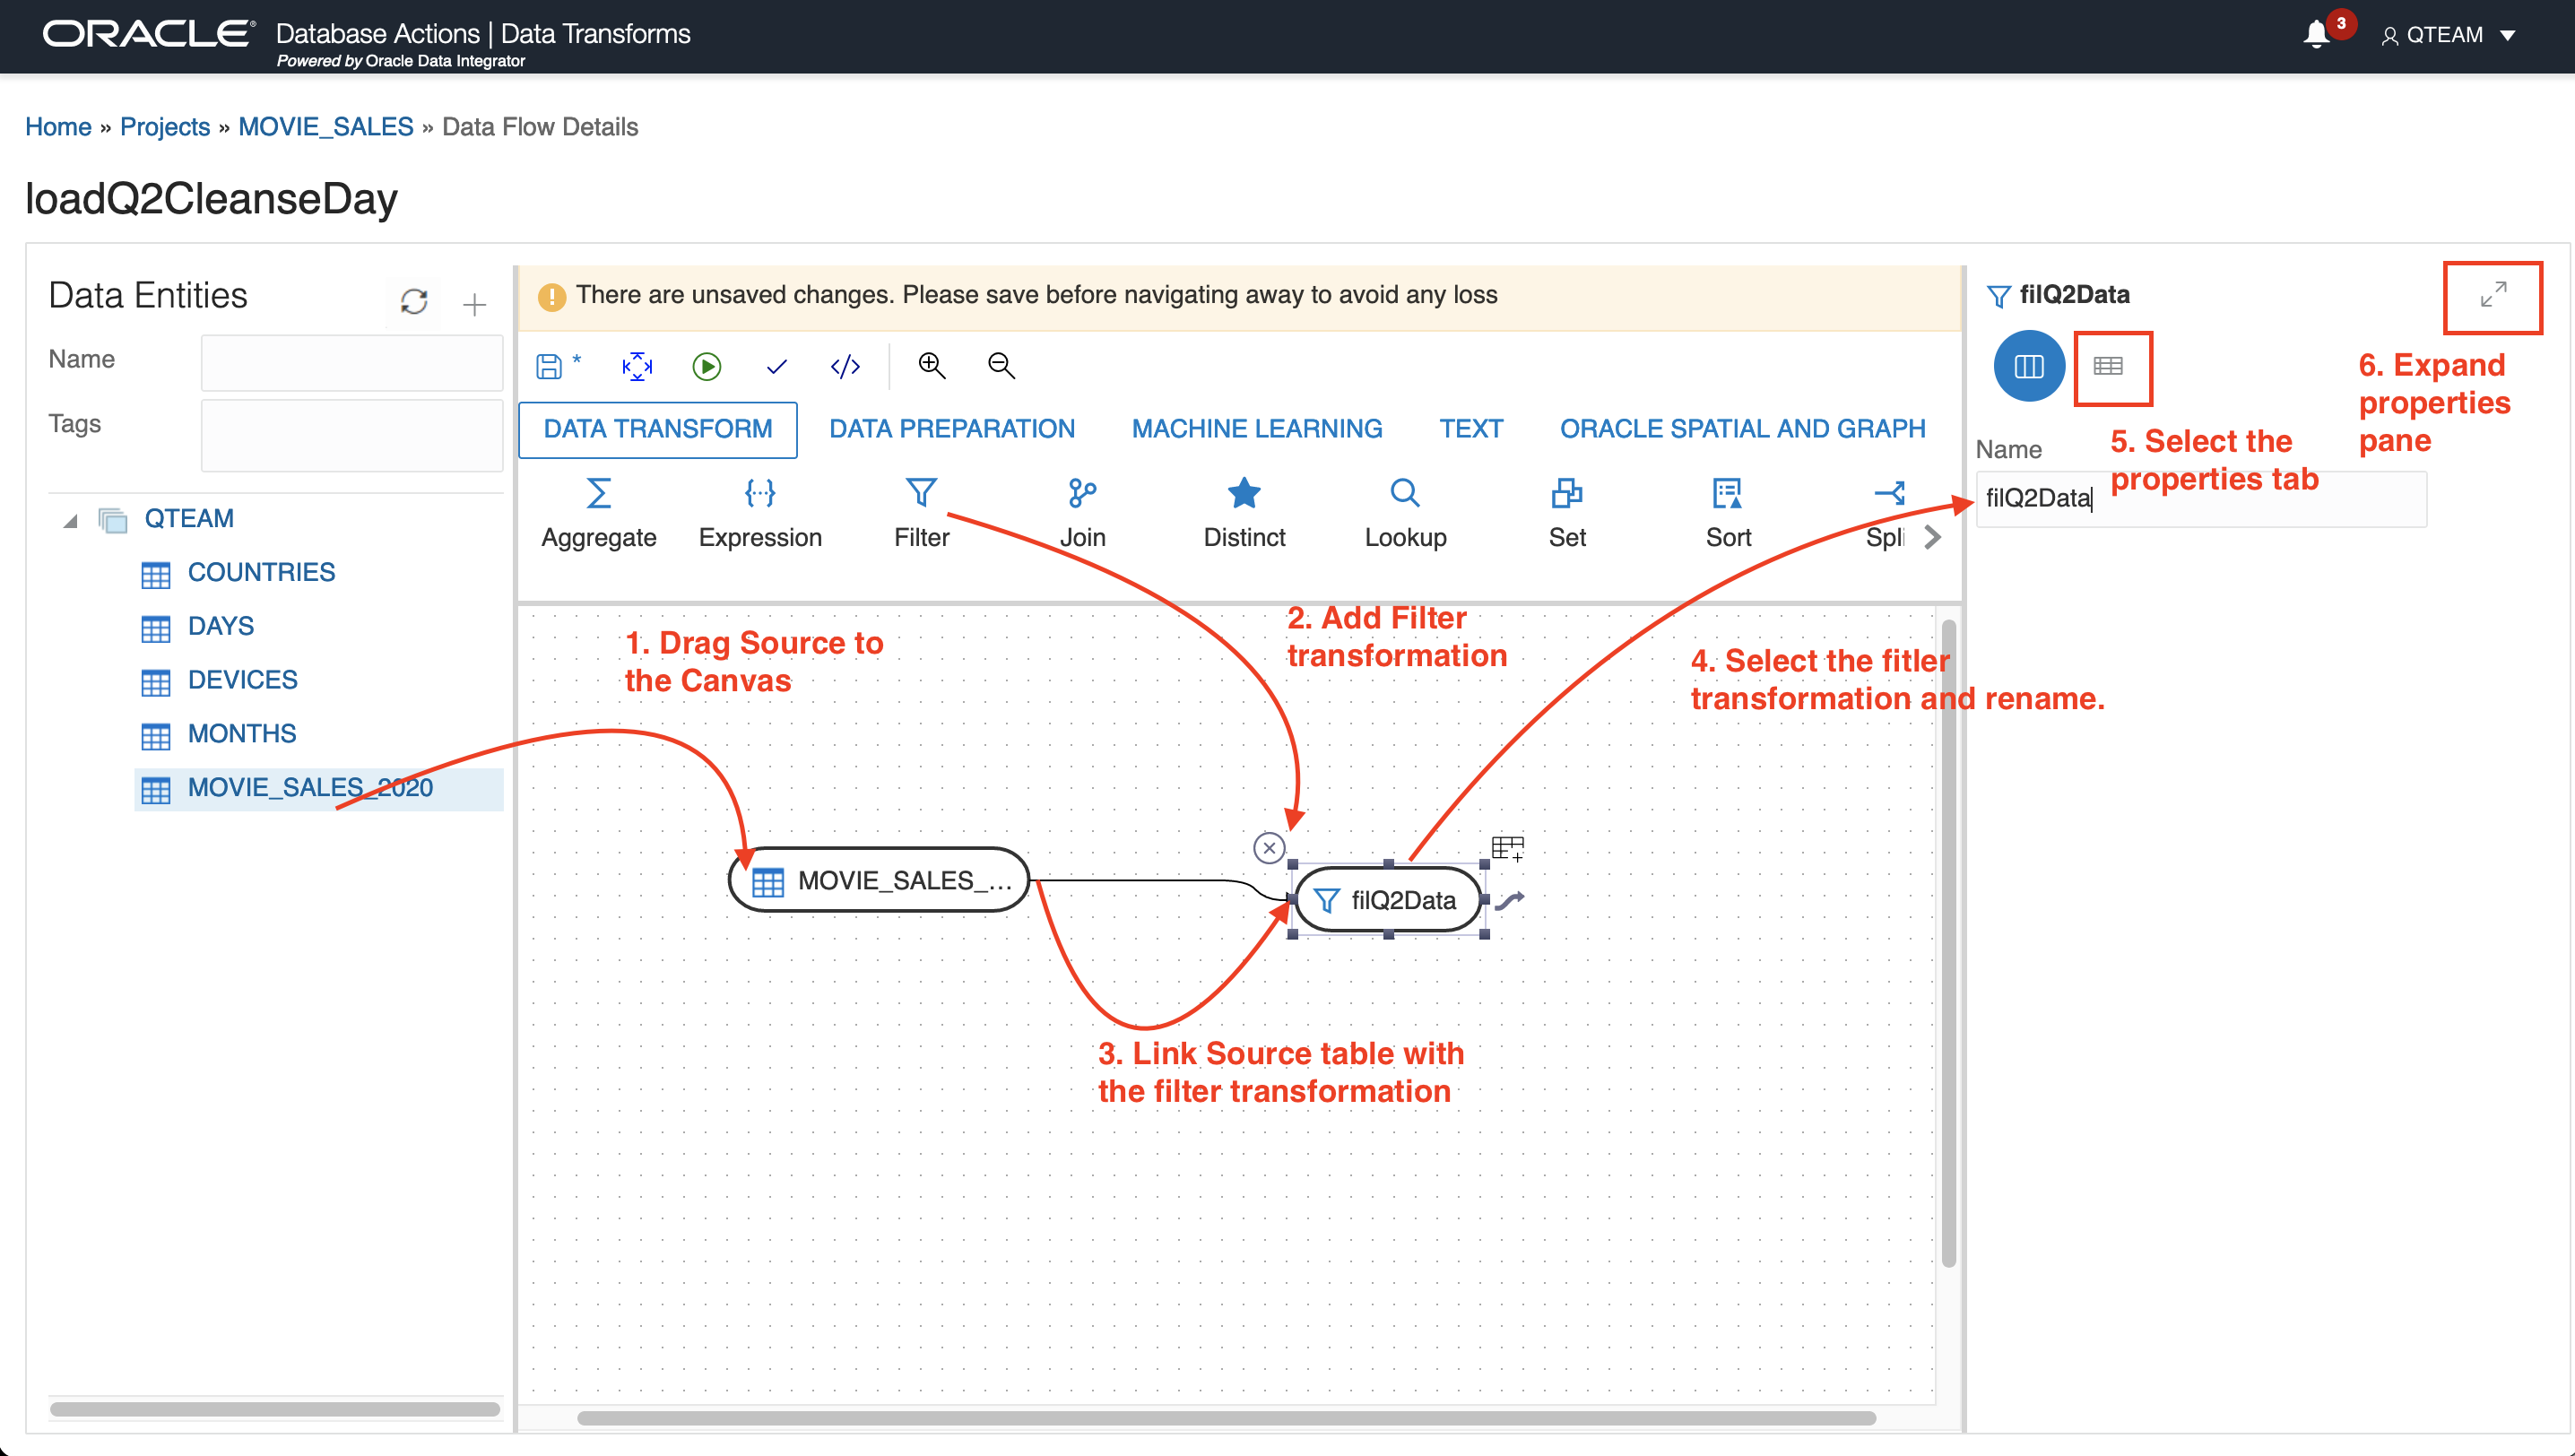 ORACLE® Database Actions | Data Transforms
Powered by Oracle Data Integrator
3
QTEAM
Home » Projects » MOVIE_SALES » Data Flow Details
loadQ2CleanseDay
Data Entities
Name
Tags
QTEAM
COUNTRIES
DAYS
DEVICES
MONTHS
MOVIE_SALES_2020
There are unsaved changes. Please save before navigating away to avoid any loss
*
DATA TRANSFORM
DATA PREPARATION
MACHINE LEARNING
TEXT
ORACLE SPATIAL AND GRAPH
Aggregate
Expression
Filter
Join
Distinct
Lookup
Set
Sort
Spli
1. Drag Source to
the Canvas
2. Add Filter
transformation
4. Select the fitler
transformation and rename.
MOVIE_SALES_...
filQ2Data
3. Link Source table with
the filter transformation
filQ2Data
6. Expand
properties
pane
5. Select the
properties tab
Name
filQ2Data